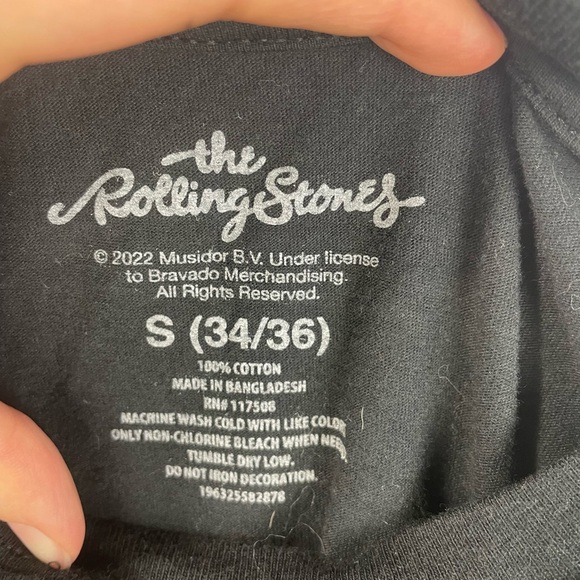 the
Rolling Stones
© 2022 Musidor B.V. Under license
to Bravado Merchandising.
All Rights Reserved.
S (34/36)
100% COTTON
MADE IN BANGLADESH
RN# 117508
MACHINE WASH COLD WITH LIKE COLOR
ONLY NON-CHLORINE BLEACH WHEN
TUMBLE DRY LOW.
DO NOT IRON DECORATION.
196325582878